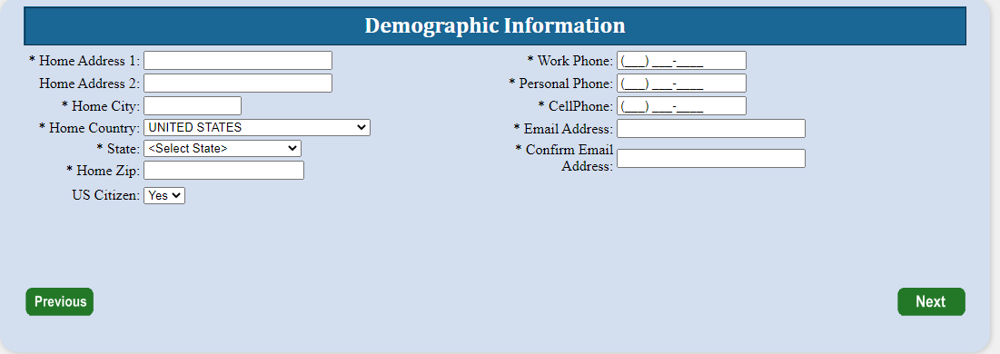 Demographic Information
* Home Address 1:
Home Address 2:
* Home City:
* Home Country: UNITED STATES
* State: <Select State>
* Home Zip:
US Citizen: Yes
* Work Phone: (___) ___-____
* Personal Phone: (___) ___-____
* CellPhone: (___) ___-____
* Email Address:
* Confirm Email
Address:
Previous
Next